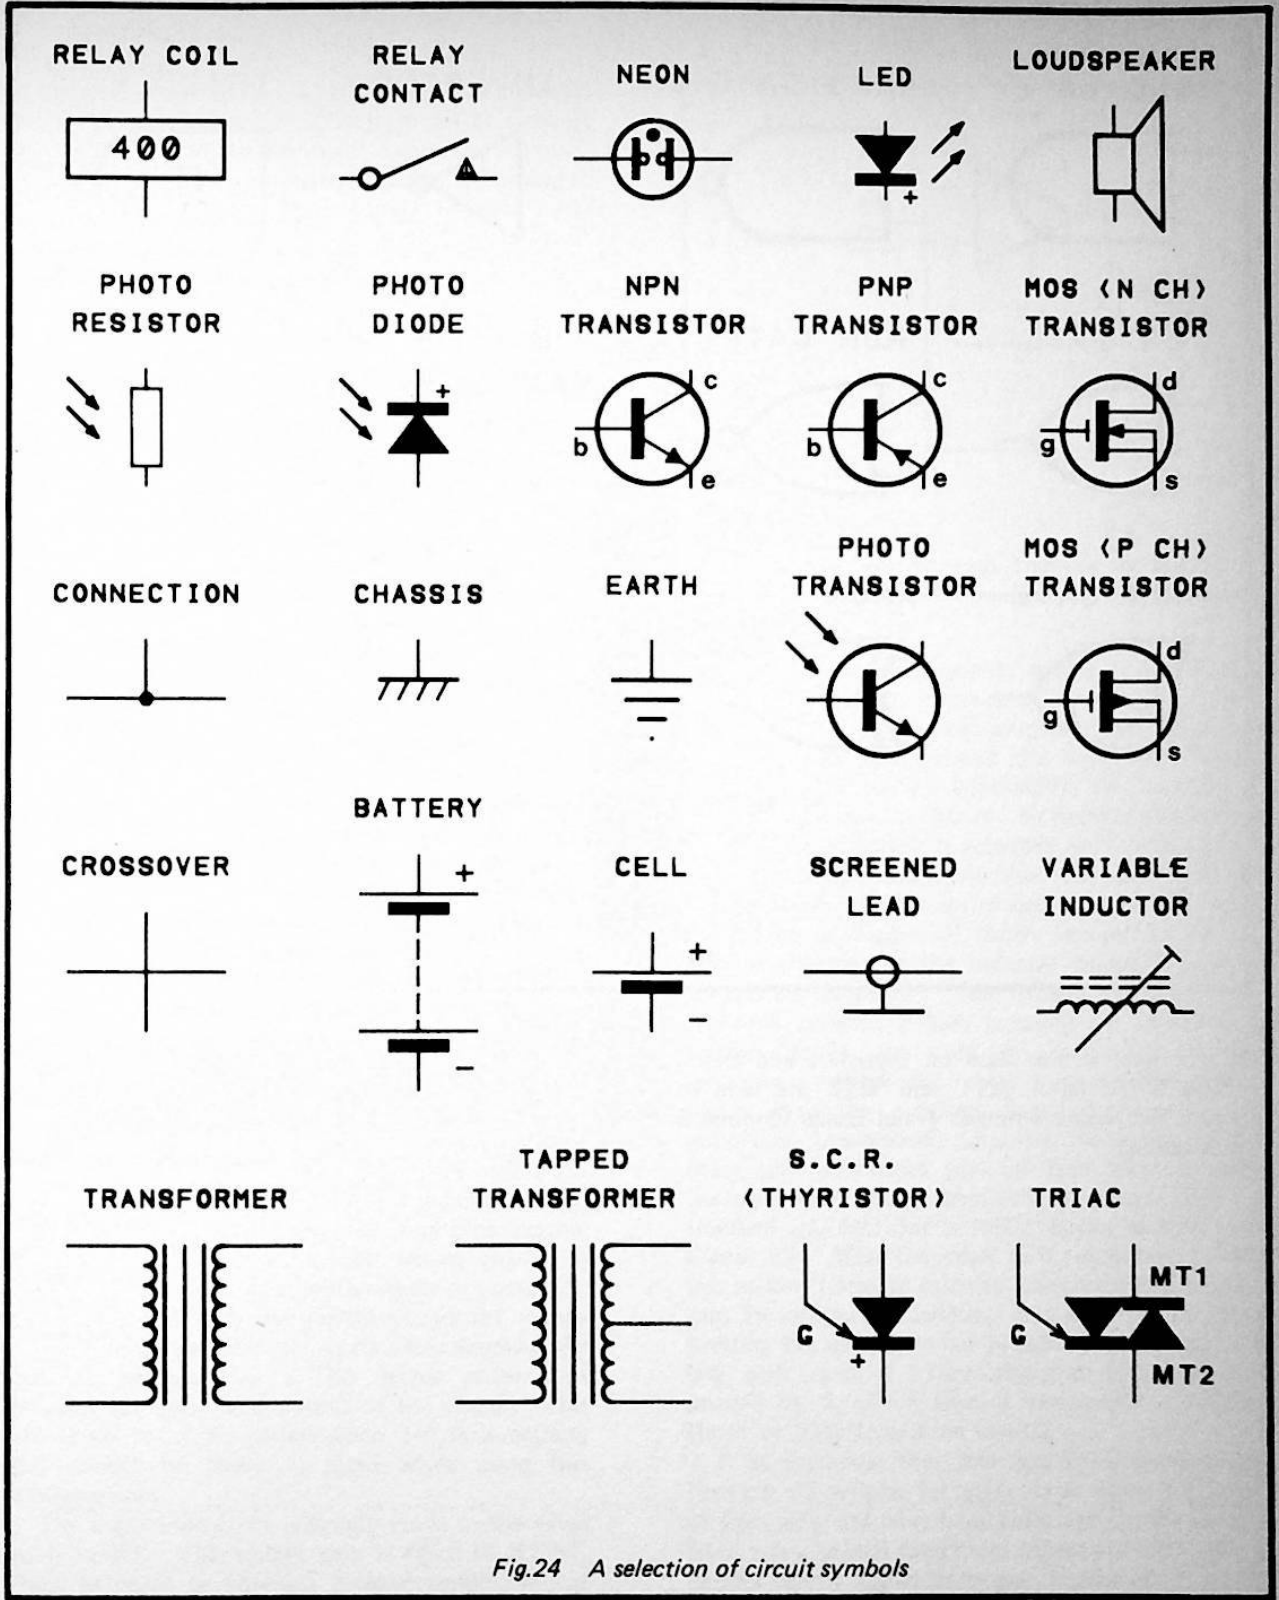 RELAY COIL
400
RELAY
CONTACT
NEON
LED
+
LOUDSPEAKER
PHOTO
RESISTOR
PHOTO
DIODE
+
NPN
TRANSISTOR
c
b
e
PNP
TRANSISTOR
c
b
e
MOS (N CH)
TRANSISTOR
d
g
s
CONNECTION
CHASSIS
EARTH
PHOTO
TRANSISTOR
MOS (P CH)
TRANSISTOR
d
g
s
CROSSOVER
BATTERY
+
−
CELL
+
−
SCREENED
LEAD
VARIABLE
INDUCTOR
TRANSFORMER
TAPPED
TRANSFORMER
S.C.R.
(THYRISTOR)
G
+
TRIAC
MT1
G
MT2
Fig.24 A selection of circuit symbols